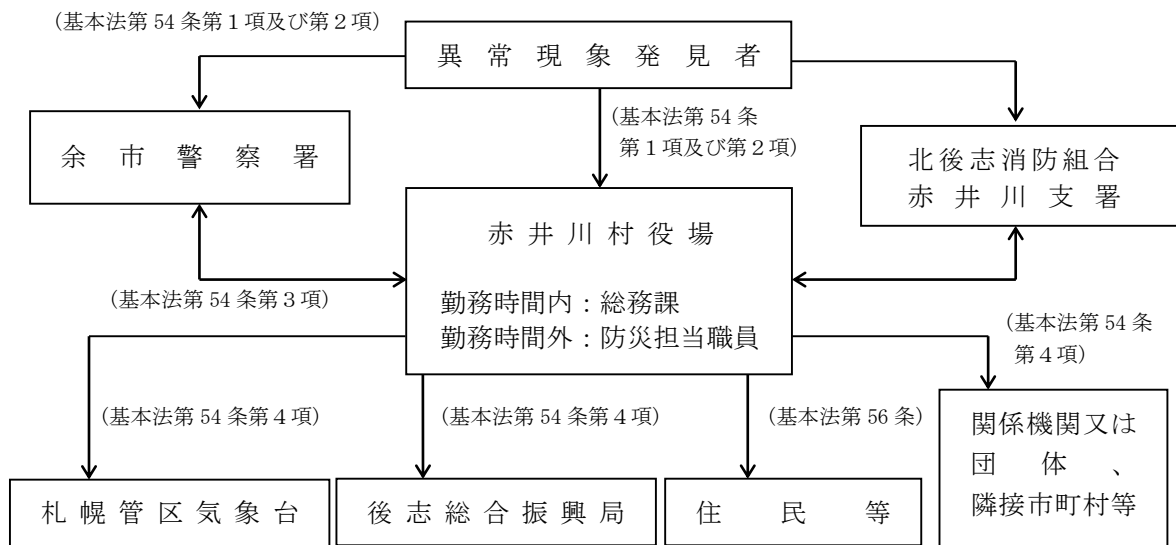 (基本法第54条第1項及び第2項)
異常現象発見者
(基本法第54条
第1項及び第2項)
余市警察署
北後志消防組合
赤井川支署
赤井川村役場
勤務時間内:総務課
勤務時間外:防災担当職員
(基本法第54条第3項)
(基本法第54条
第4項)
(基本法第54条第4項)
(基本法第54条第4項)
(基本法第56条)
関係機関又は
団体、
隣接市町村等
札幌管区気象台
後志総合振興局
住民等